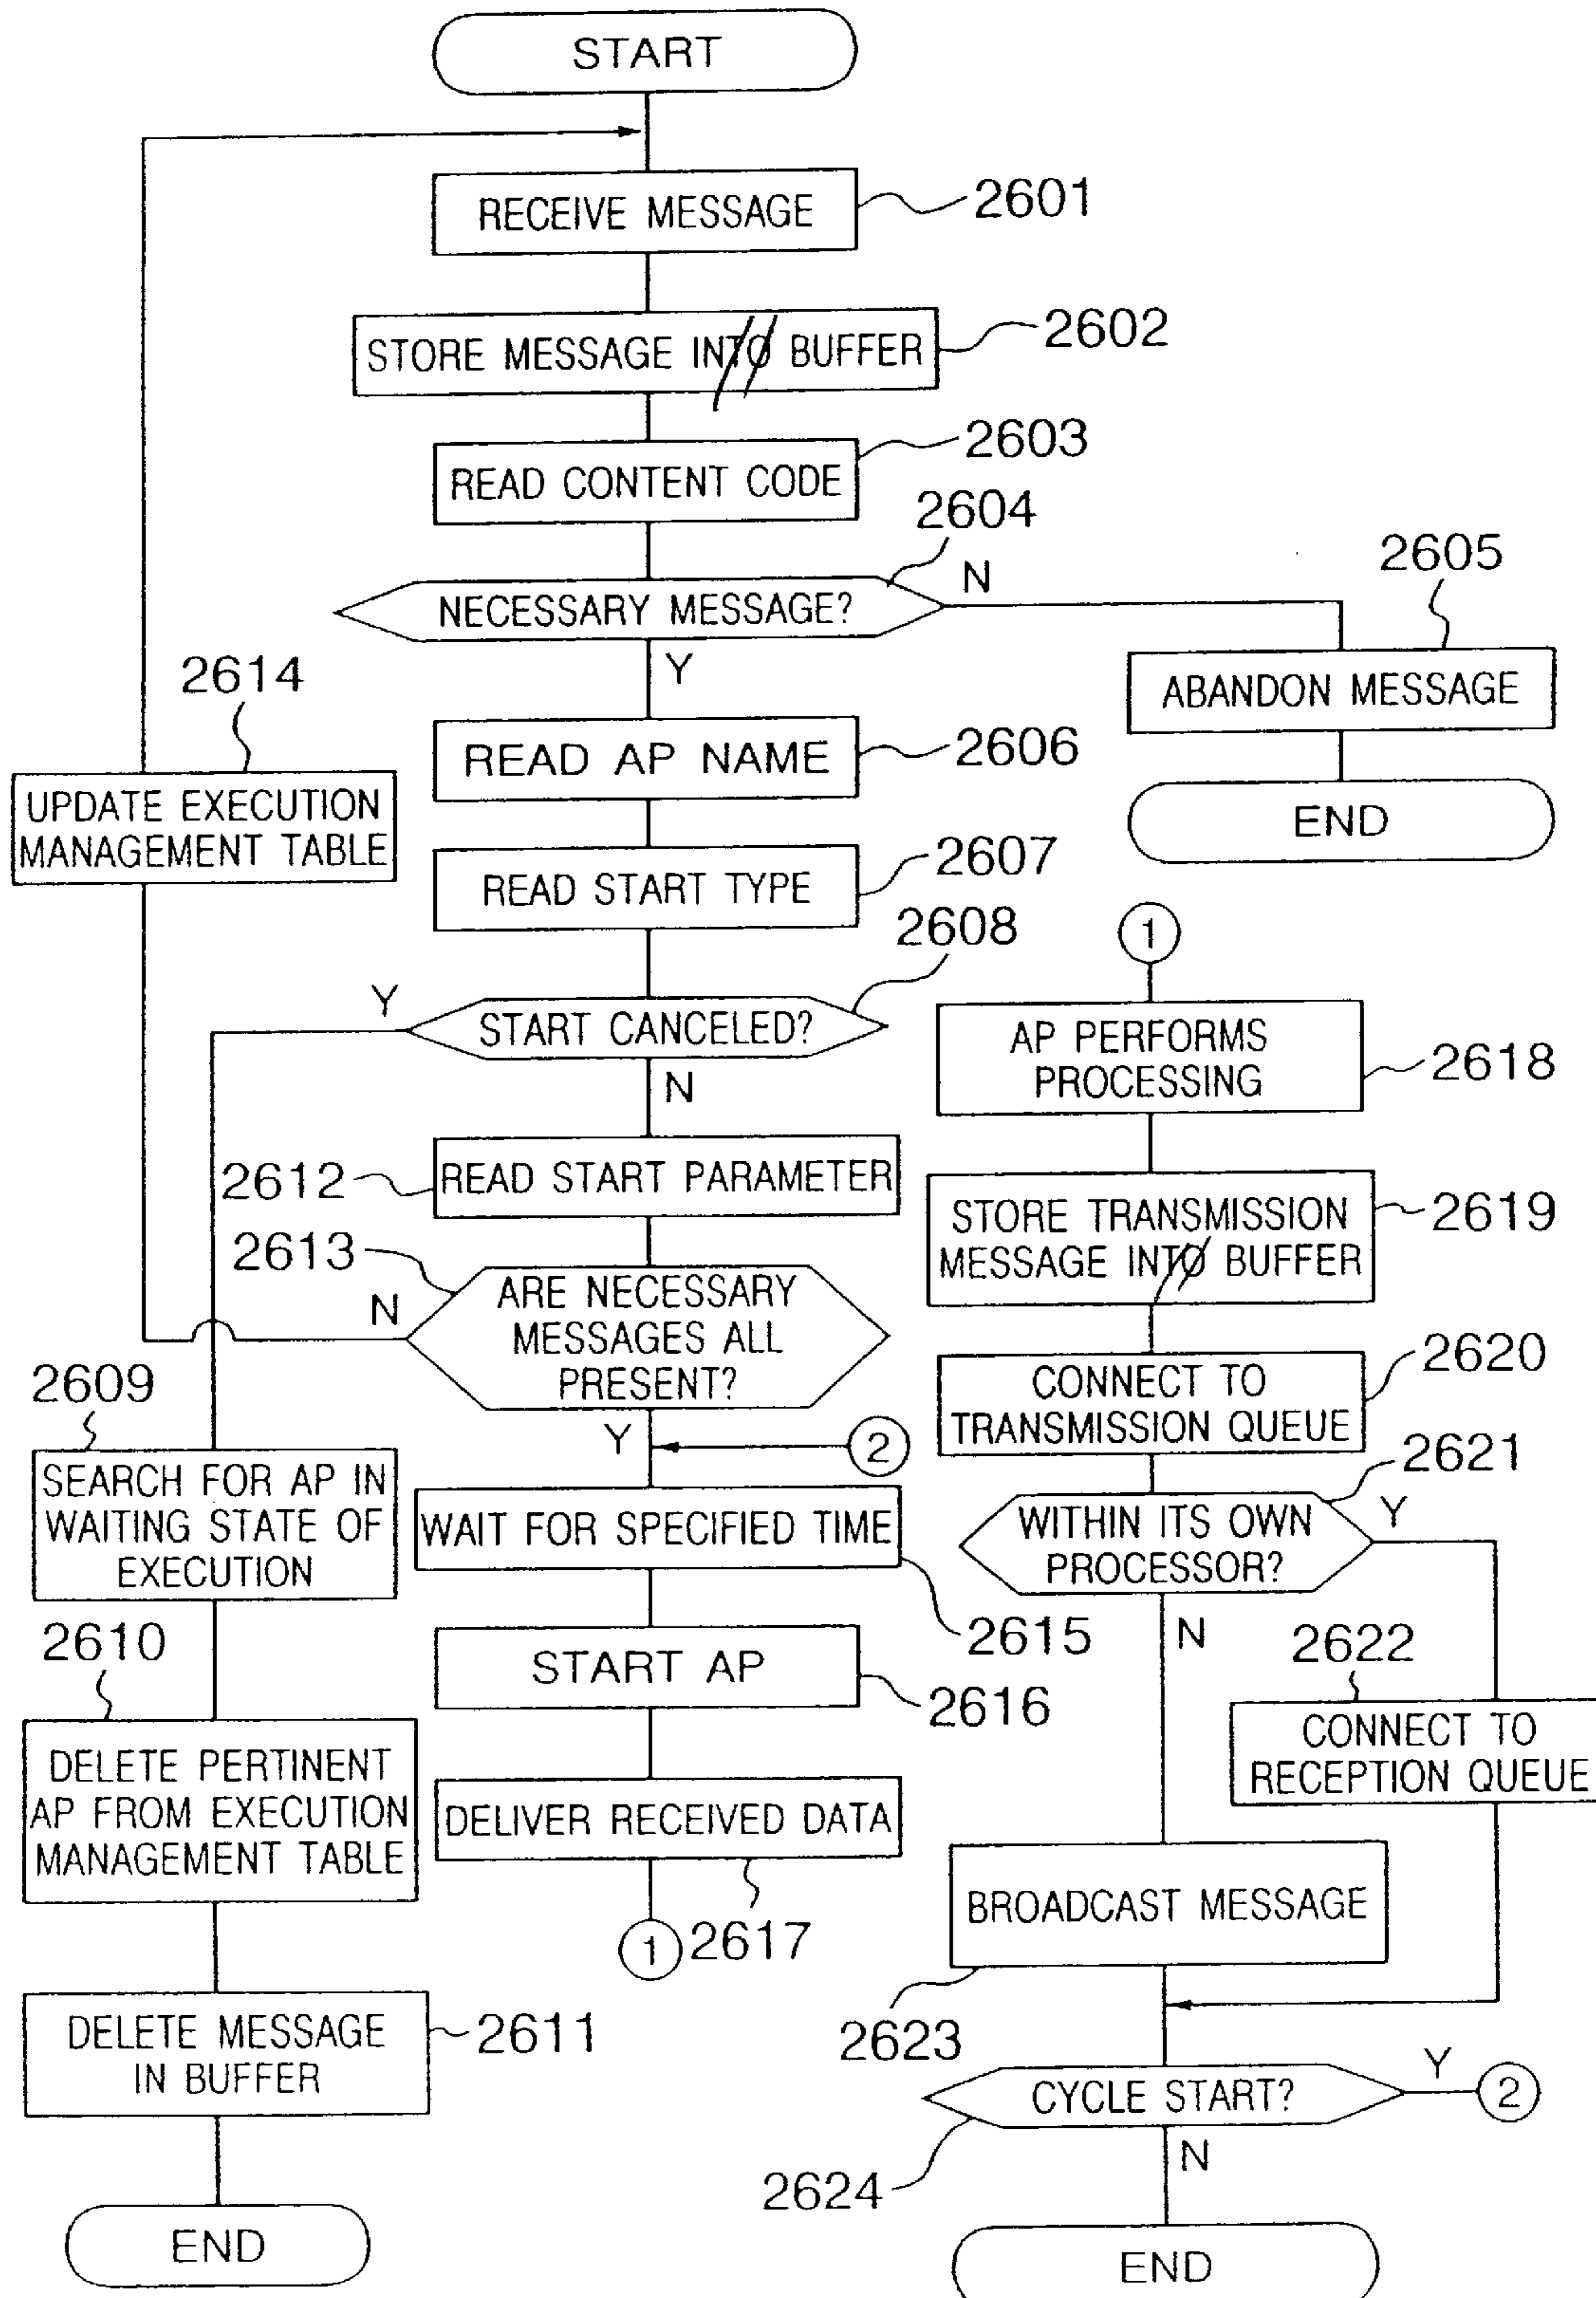 START
RECEIVE MESSAGE
2601
STORE MESSAGE INTO BUFFER
2602
READ CONTENT CODE
2603
NECESSARY MESSAGE?
2604
N
Y
ABANDON MESSAGE
2605
END
READ AP NAME
2606
READ START TYPE
2607
START CANCELED?
2608
Y
N
2614
UPDATE EXECUTION
MANAGEMENT TABLE
2612
READ START PARAMETER
2613
ARE NECESSARY
MESSAGES ALL
PRESENT?
N
Y
2
2609
SEARCH FOR AP IN
WAITING STATE OF
EXECUTION
2610
DELETE PERTINENT
AP FROM EXECUTION
MANAGEMENT TABLE
DELETE MESSAGE
IN BUFFER
2611
END
WAIT FOR SPECIFIED TIME
2615
START AP
2616
DELIVER RECEIVED DATA
2617
1
1
AP PERFORMS
PROCESSING
2618
STORE TRANSMISSION
MESSAGE INTO BUFFER
2619
CONNECT TO
TRANSMISSION QUEUE
2620
2621
WITHIN ITS OWN
PROCESSOR?
Y
N
2622
CONNECT TO
RECEPTION QUEUE
BROADCAST MESSAGE
2623
CYCLE START?
Y
2
2624
N
END